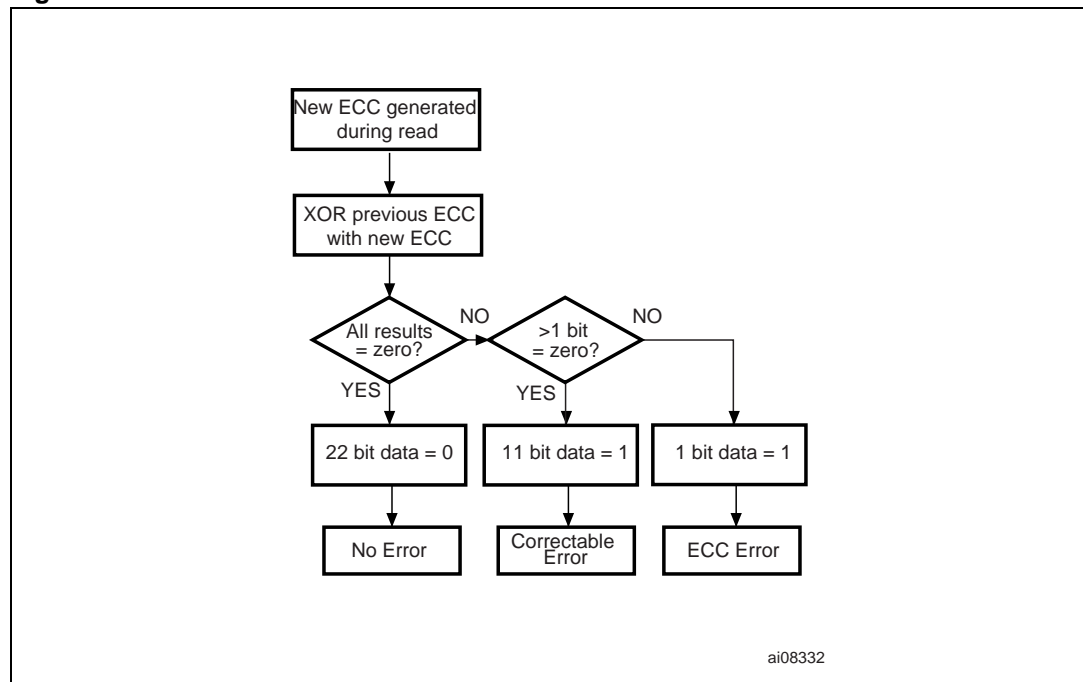 New ECC generated
during read
XOR previous ECC
with new ECC
All results
= zero?
NO
>1 bit
= zero?
NO
YES
YES
22 bit data = 0
11 bit data = 1
1 bit data = 1
No Error
Correctable
Error
ECC Error
ai08332